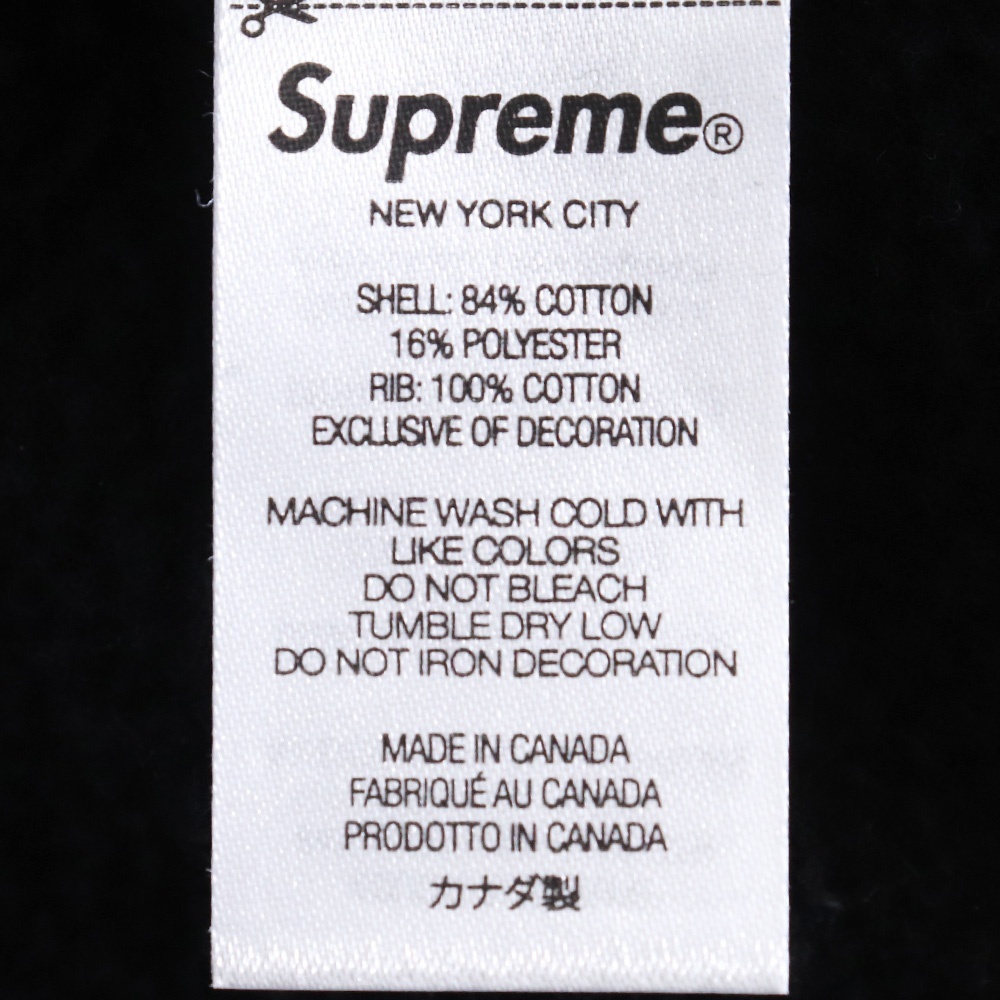 Supreme®
NEW YORK CITY
SHELL: 84% COTTON
16% POLYESTER
RIB: 100% COTTON
EXCLUSIVE OF DECORATION
MACHINE WASH COLD WITH
LIKE COLORS
DO NOT BLEACH
TUMBLE DRY LOW
DO NOT IRON DECORATION
MADE IN CANADA
FABRIQUÉ AU CANADA
PRODOTTO IN CANADA
カナダ製